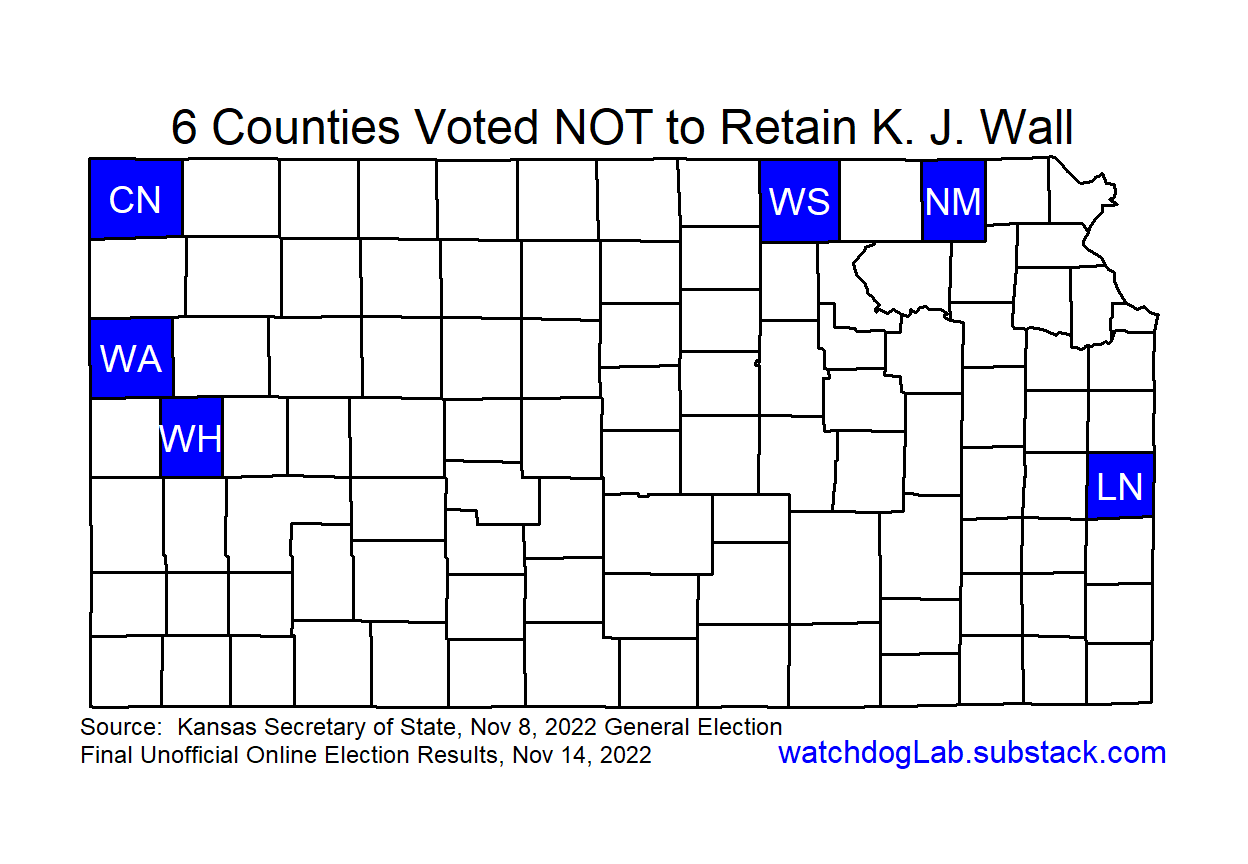 6 Counties Voted NOT to Retain K. J. Wall
CN
WS
NM
WA
WH
LN
Source:  Kansas Secretary of State, Nov 8, 2022 General Election
Final Unofficial Online Election Results, Nov 14, 2022
watchdogLab.substack.com